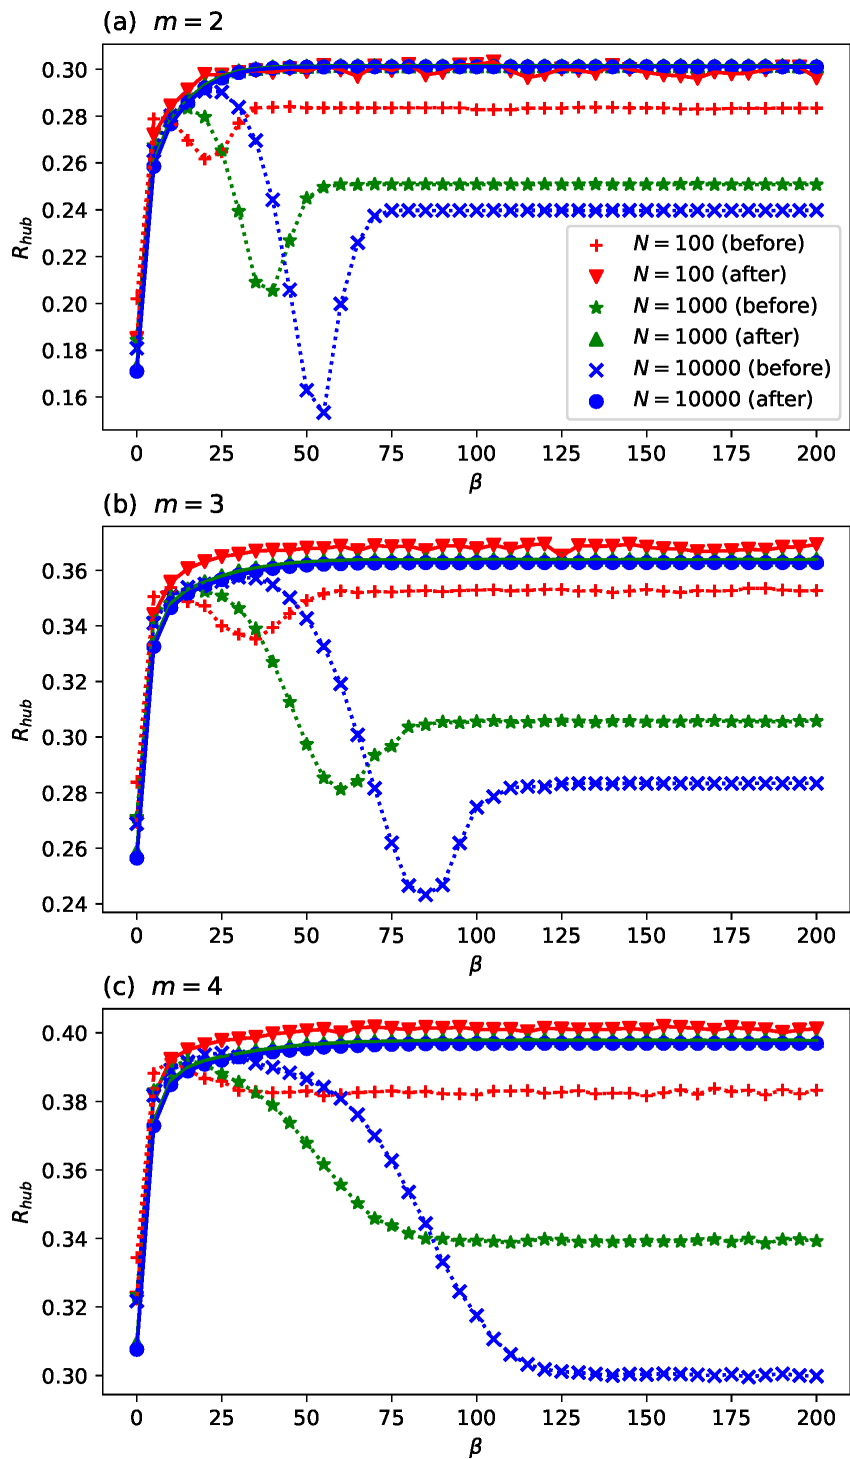 (a) m = 2
0.30
0.28
0.26
0.24
0.22
0.20
0.18
0.16
R_hub
N = 100 (before)
N = 100 (after)
N = 1000 (before)
N = 1000 (after)
N = 10000 (before)
N = 10000 (after)
0 25 50 75 100 125 150 175 200
β
(b) m = 3
0.36
0.34
0.32
0.30
0.28
0.26
0.24
R_hub
0 25 50 75 100 125 150 175 200
β
(c) m = 4
0.40
0.38
0.36
0.34
0.32
0.30
R_hub
0 25 50 75 100 125 150 175 200
β